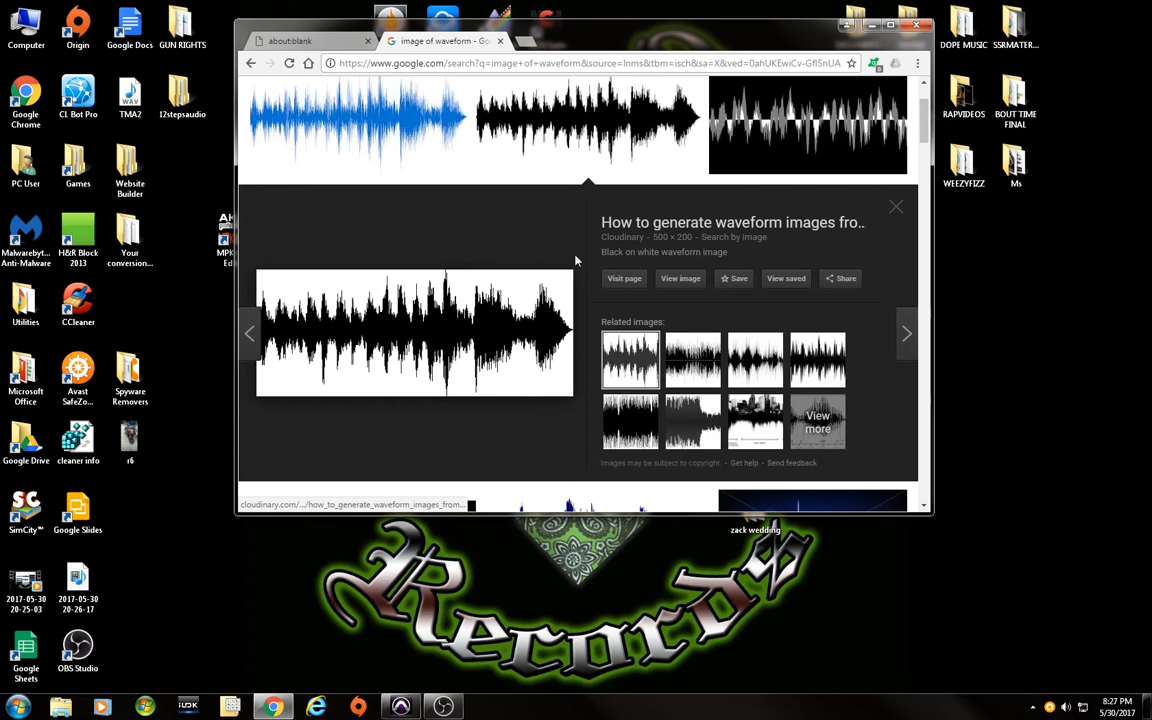 Computer
Origin
Google Docs
GUN RIGHTS
DOPE MUSIC
SSRMATER...
Google
Chrome
CL Bot Pro
TMA2
12stepsaudio
RAPVIDEOS
BOUT TIME
FINAL
PC User
Games
Website
Builder
WEEZYFIZZ
Ms
Malwarebyt...
Anti-Malware
H&R Block
2013
Your
conversion...
Utilities
CCleaner
Microsoft
Office
Avast
SafeZo...
Spyware
Removers
Google Drive
cleaner info
r6
SimCity™
Google Slides
2017-05-30
20-25-03
2017-05-30
20-26-17
Google
Sheets
OBS Studio
about:blank
image of waveform - Go
https://www.google.com/search?q=image+of+waveform&source=lnms&tbm=isch&sa=X&ved=0ahUKEwiCv-GfI5nUA
How to generate waveform images fro..
Cloudinary - 500 × 200 - Search by image
Black on white waveform image
Visit page
View image
Save
View saved
Share
Related images:
View
more
Images may be subject to copyright. - Get help - Send feedback
cloudinary.com/.../how_to_generate_waveform_images_from...
zack wedding
Records
iLOK
8:27 PM
5/30/2017